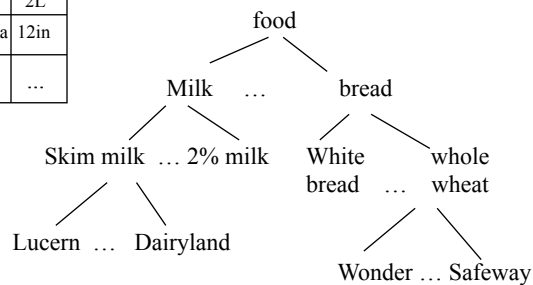 2L
a 12in
…
food
Milk … bread
Skim milk … 2% milk
White
bread … whole
wheat
Lucern … Dairyland
Wonder … Safeway